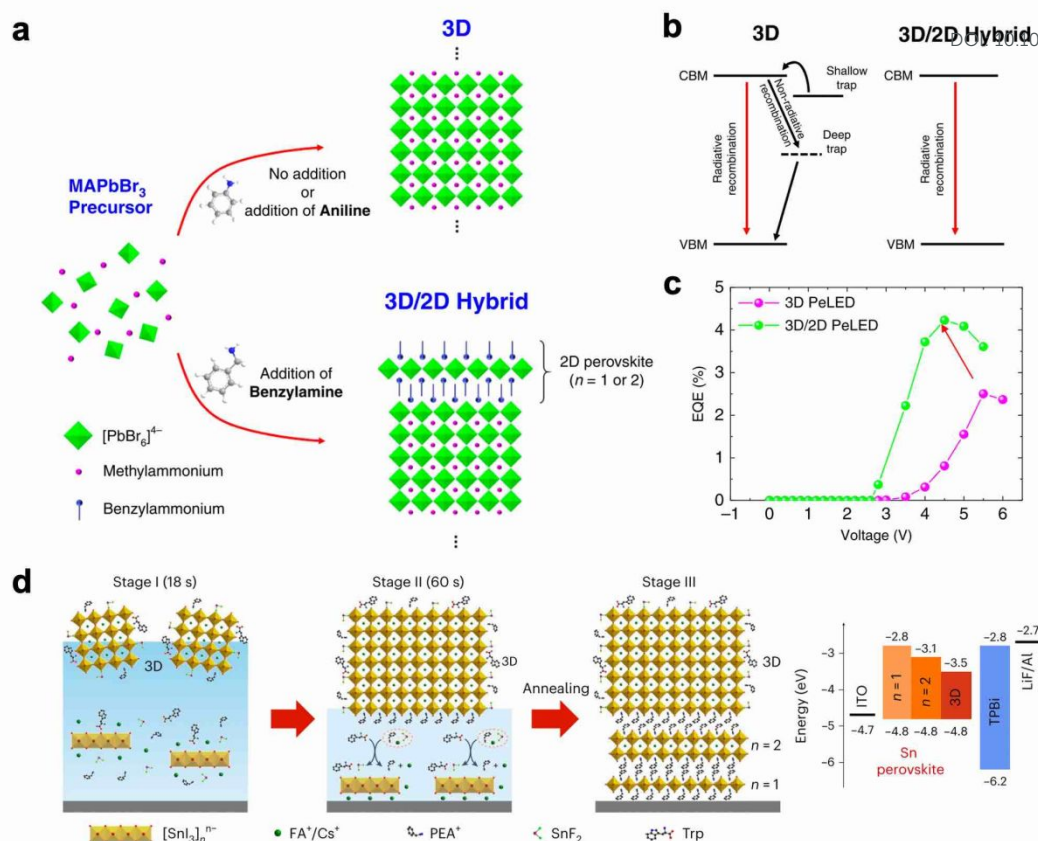 a
3D
No addition
or
addition of Aniline
MAPbBr3
Precursor
3D/2D Hybrid
2D perovskite
(n = 1 or 2)
Addition of
Benzylamine
[PbBr6]4−
Methylammonium
Benzylammonium
b
3D
3D/2D Hybrid
CBM
Shallow
trap
Non-radiative
recombination
Deep
trap
Radiative
recombination
VBM
CBM
Radiative
recombination
VBM
c
5
4
3
2
1
0
EQE (%)
3D PeLED
3D/2D PeLED
−1
0
1
2
3
4
5
6
Voltage (V)
d
Stage I (18 s)
Stage II (60 s)
Stage III
3D
3D
Annealing
3D
n = 2
n = 1
[SnI3]n n−
FA+/Cs+
PEA+
SnF2
Trp
Energy (eV)
−3
−4
−5
−6
ITO
−4.7
−2.8
n = 1
−4.8
−3.1
n = 2
−4.8
−3.5
3D
−4.8
Sn
perovskite
−2.8
TPBi
−6.2
−2.7
LiF/Al